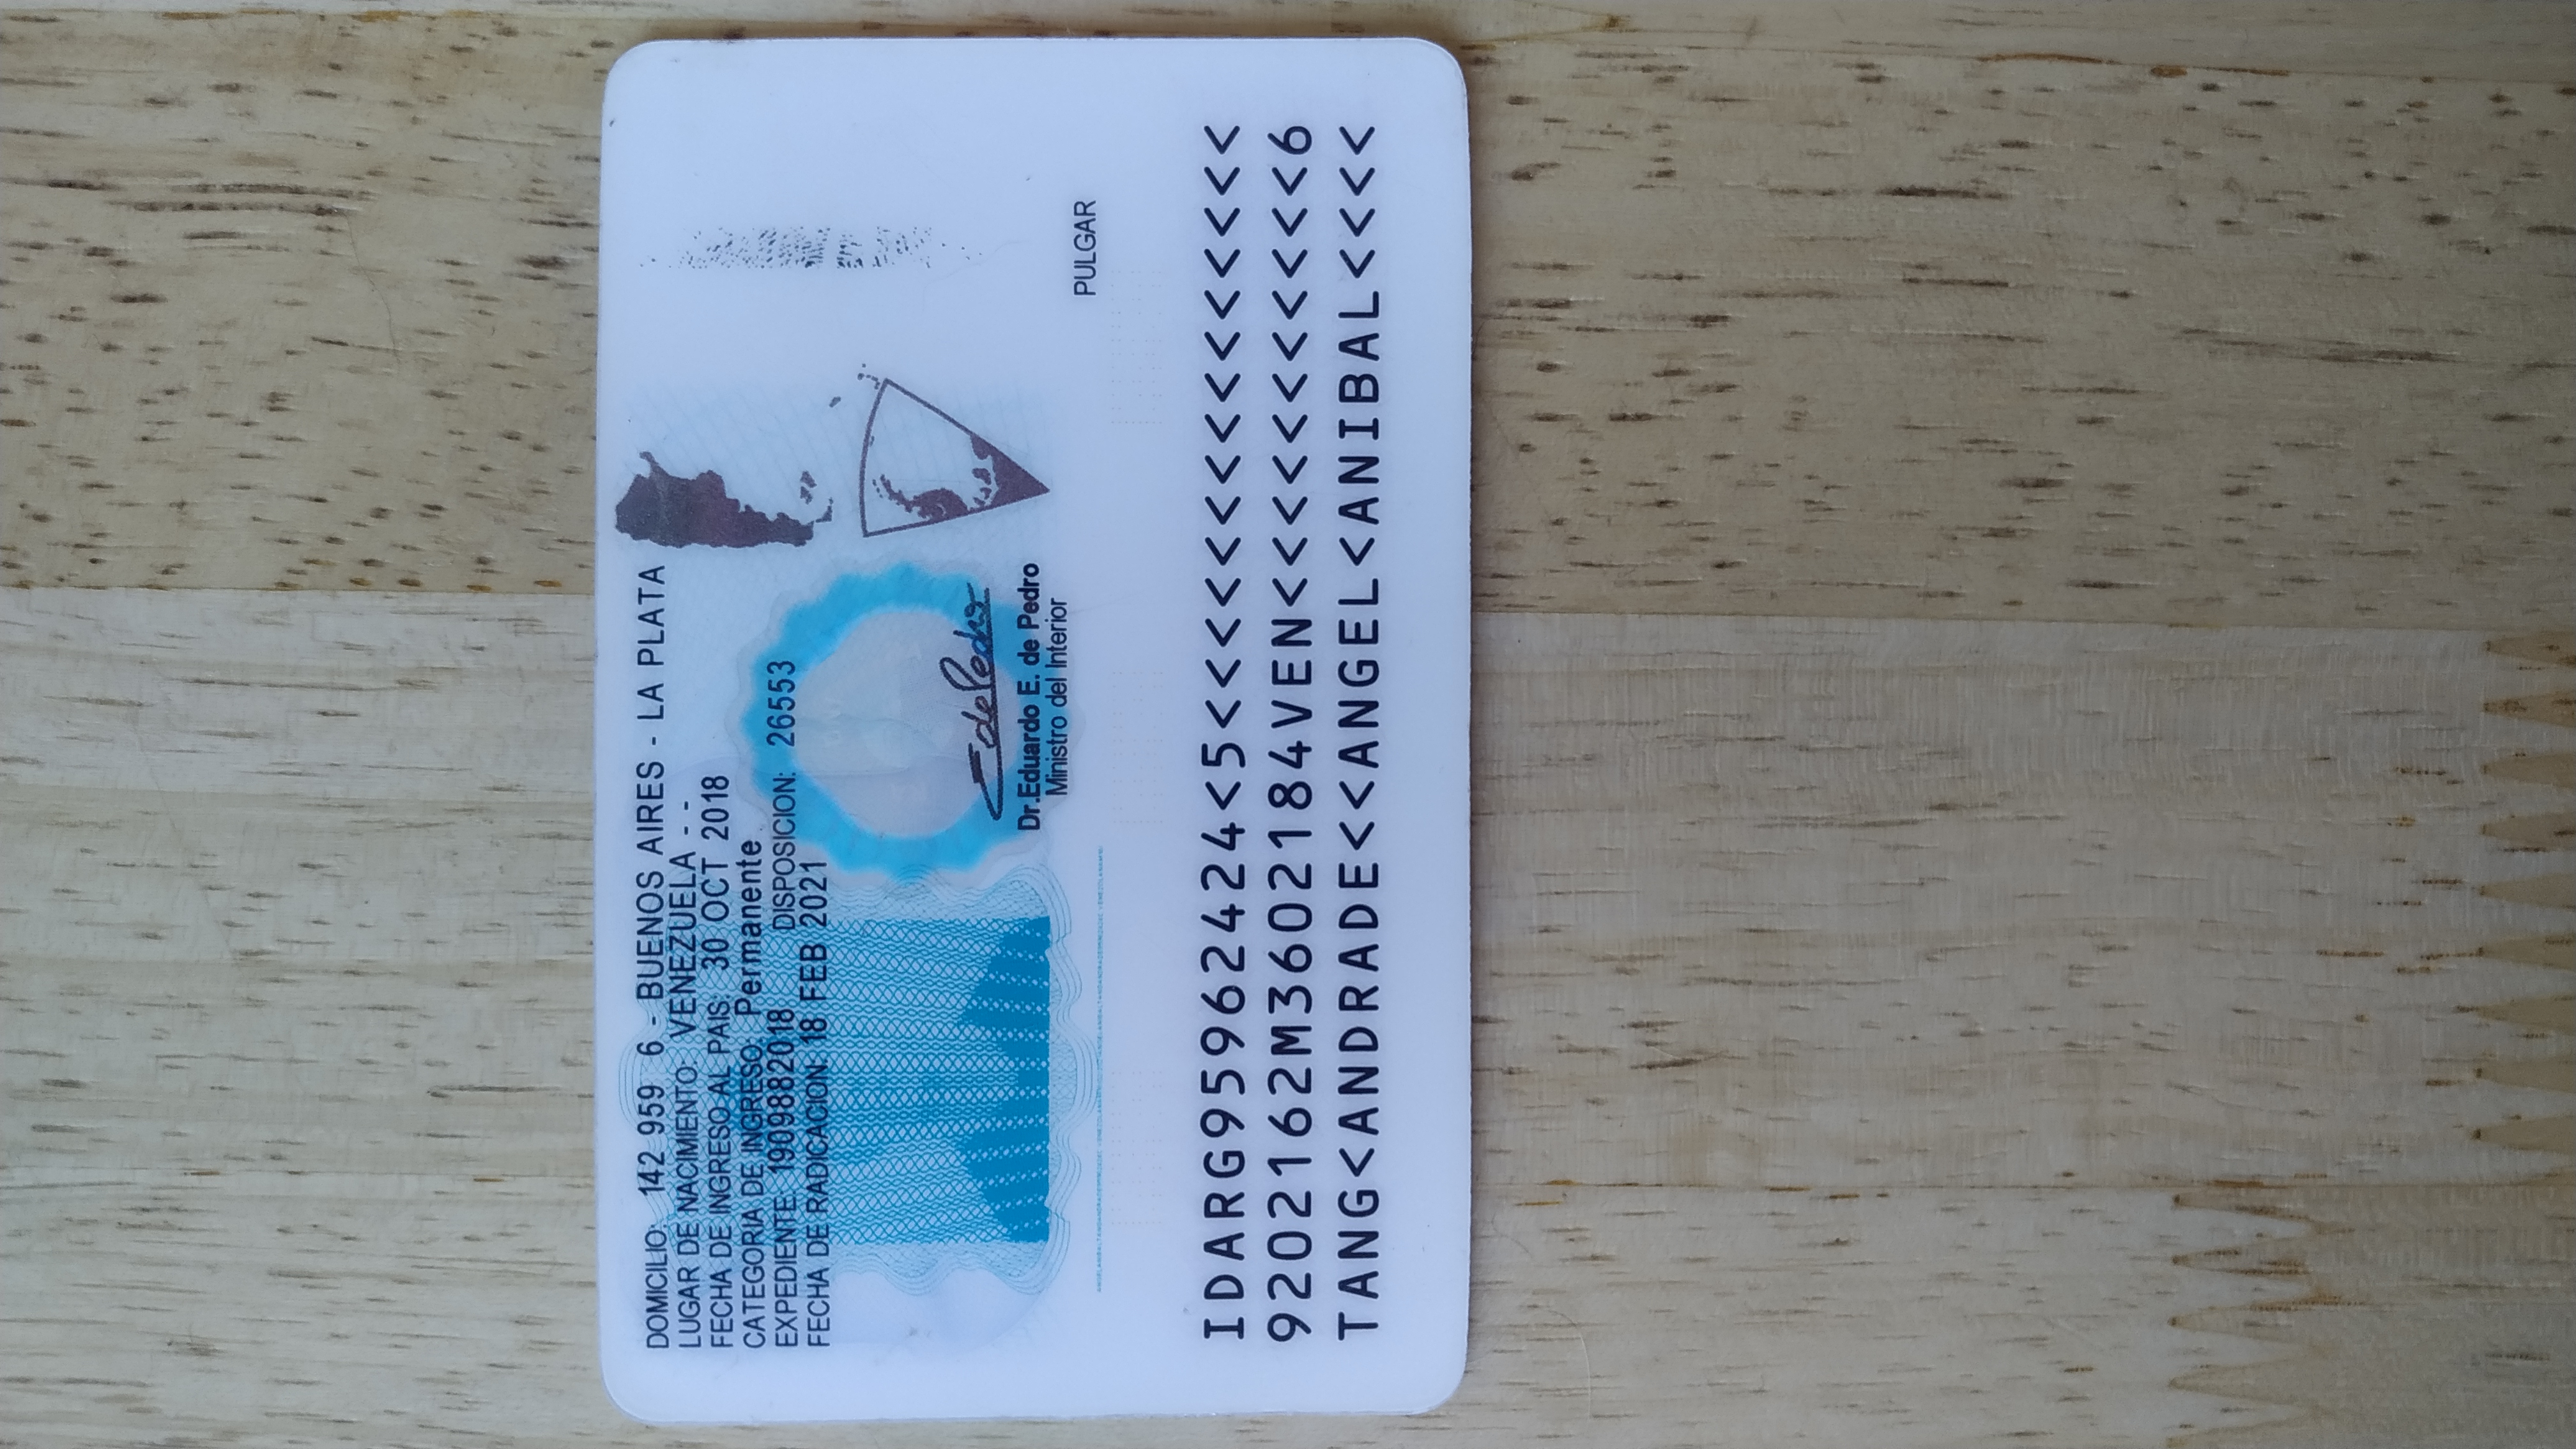 DOMICILIO: 142 959 6 - BUENOS AIRES - LA PLATA
LUGAR DE NACIMIENTO: VENEZUELA - -
FECHA DE INGRESO AL PAIS: 30 OCT 2018
CATEGORIA DE INGRESO: Permanente
EXPEDIENTE: 1909882018 DISPOSICION: 26553
FECHA DE RADICACION: 18 FEB 2021
EdePedro
Dr.Eduardo E. de Pedro
Ministro del Interior
PULGAR
IDARG95962424<5<<<<<<<<<<<<<<<
9202162M3602184VEN<<<<<<<<<<<6
TANG<ANDRADE<<ANGEL<ANIBAL<<<<